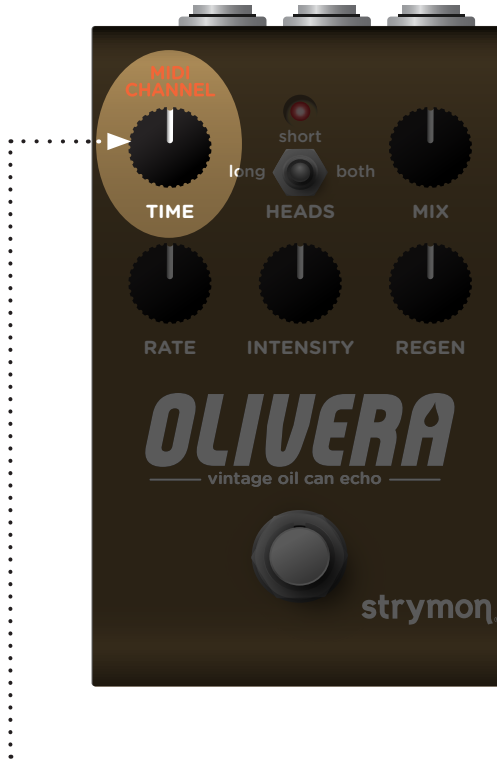 MIDI
CHANNEL
short
long
both
TIME
HEADS
MIX
RATE
INTENSITY
REGEN
OLIVERA
vintage oil can echo
strymon